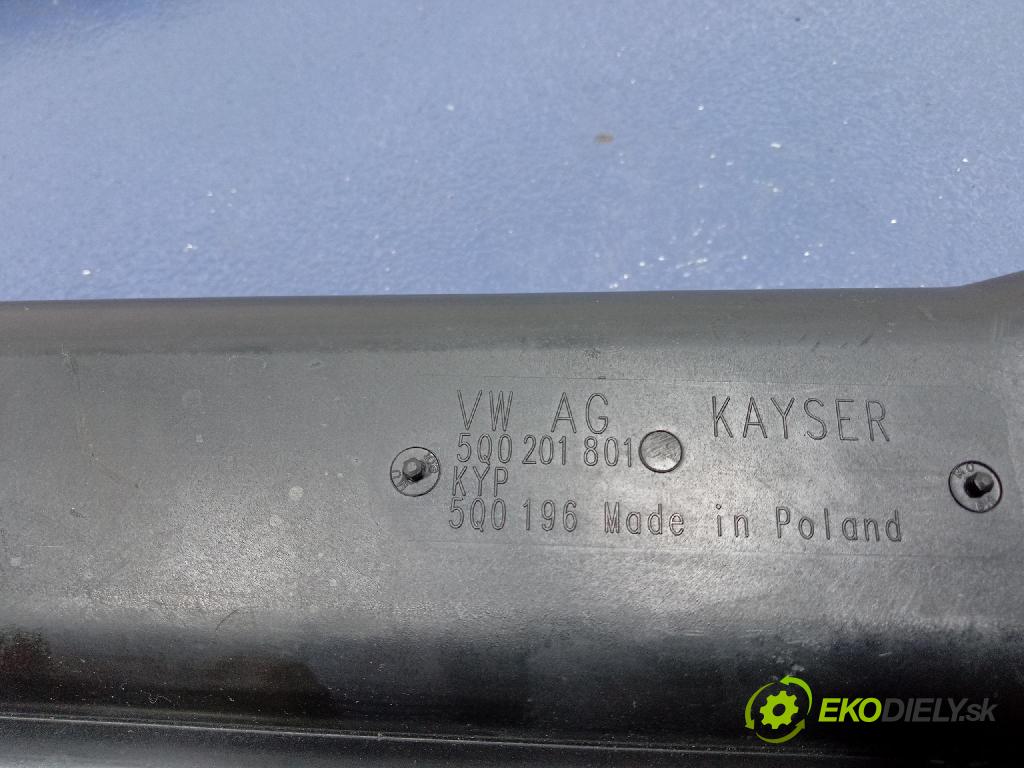 VW AG KAYSER
5Q0 201 801
KYP
5Q0 196 Made in Poland
EKODIELY.sk